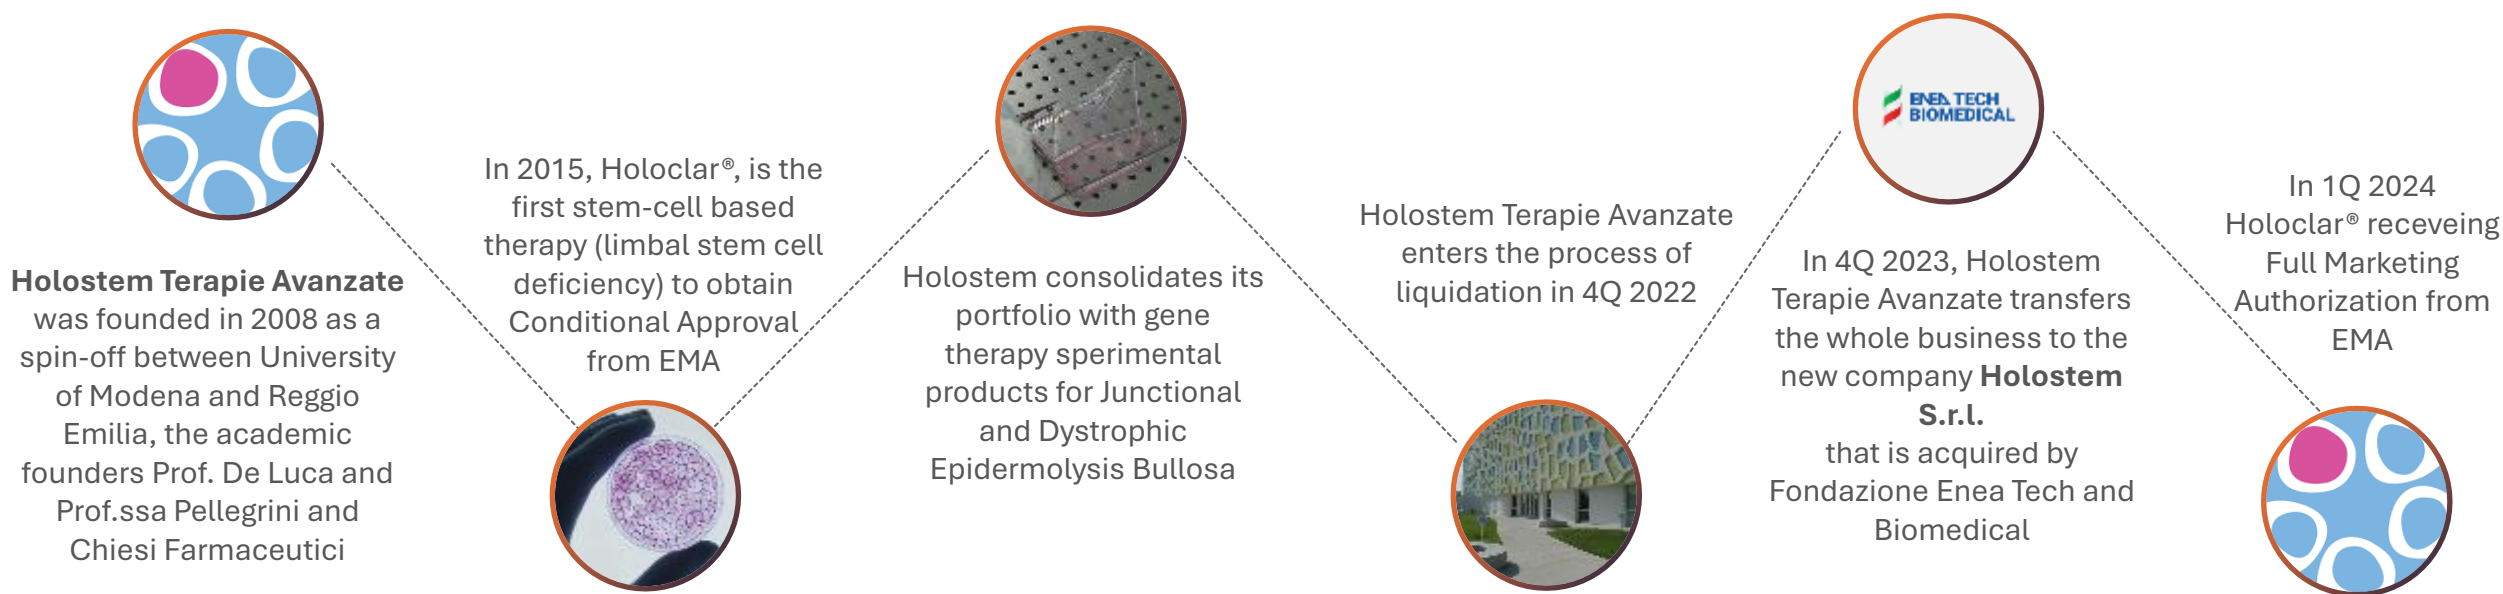 Holostem Terapie Avanzate
was founded in 2008 as a
spin-off between University
of Modena and Reggio
Emilia, the academic
founders Prof. De Luca and
Prof.ssa Pellegrini and
Chiesi Farmaceutici
In 2015, Holoclar®, is the
first stem-cell based
therapy (limbal stem cell
deficiency) to obtain
Conditional Approval
from EMA
Holostem consolidates its
portfolio with gene
therapy sperimental
products for Junctional
and Dystrophic
Epidermolysis Bullosa
Holostem Terapie Avanzate
enters the process of
liquidation in 4Q 2022
ENEA TECH
BIOMEDICAL
In 4Q 2023, Holostem
Terapie Avanzate transfers
the whole business to the
new company Holostem
S.r.l.
that is acquired by
Fondazione Enea Tech and
Biomedical
In 1Q 2024
Holoclar® receveing
Full Marketing
Authorization from
EMA